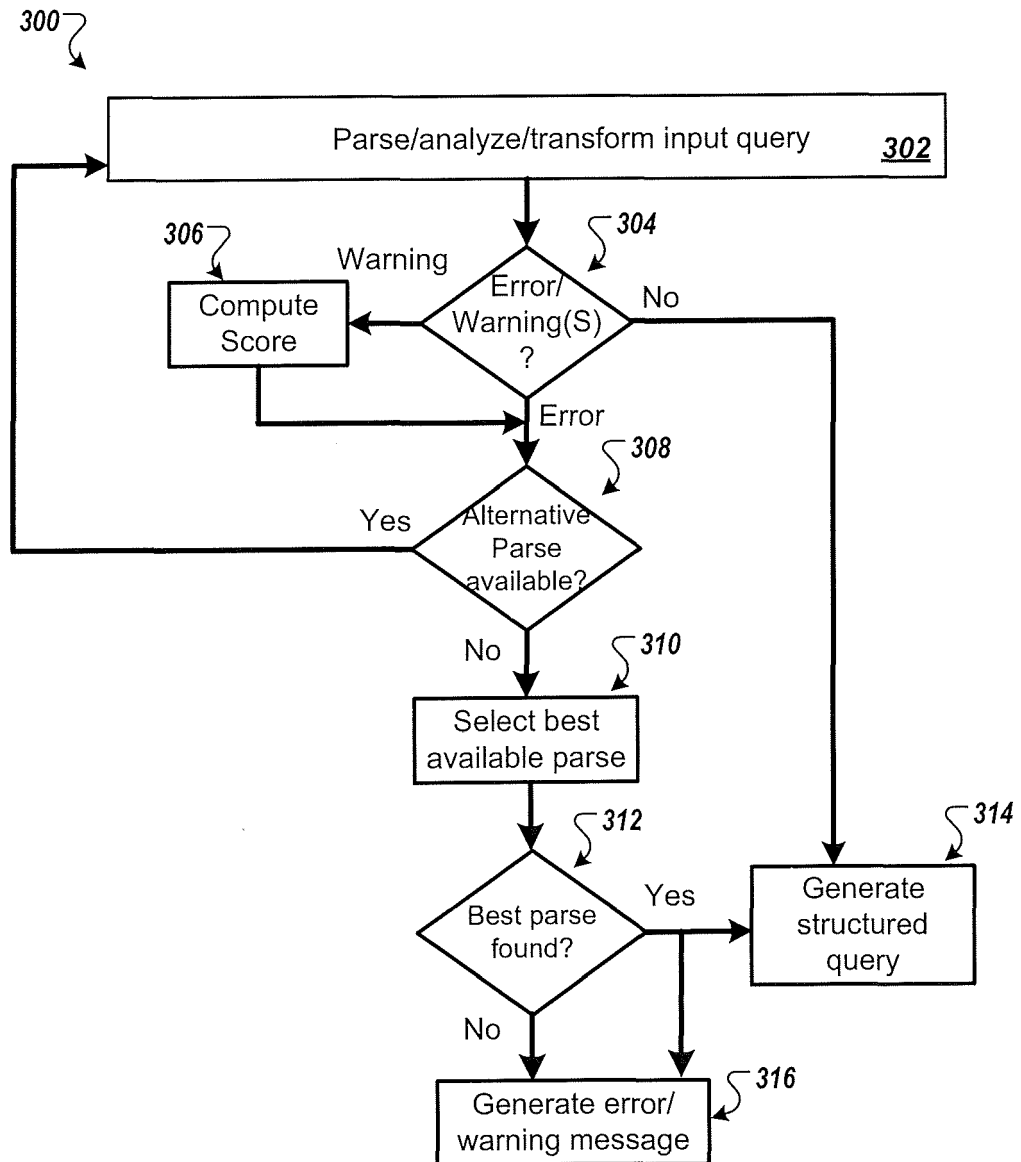 300
Parse/analyze/transform input query
302
304
306
Warning
Error/
Warning(S)
?
No
Compute
Score
Error
308
Yes
Alternative
Parse
available?
No
310
Select best
available parse
312
314
Yes
Generate
structured
query
Best parse
found?
No
316
Generate error/
warning message